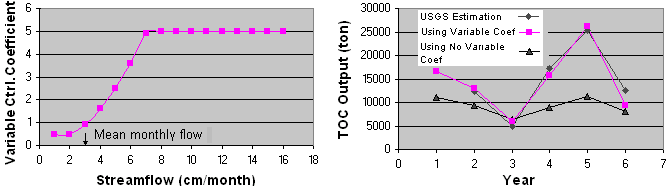 Variable Ctrl.Coefficient
6
5
4
3
2
1
0
Mean monthly flow
0 2 4 6 8 10 12 14 16 18
Streamflow (cm/month)
TOC Output (ton)
30000
25000
20000
15000
10000
5000
0
USGS Estimation
Using Variable Coef
Using No Variable
Coef
0 1 2 3 4 5 6 7
Year